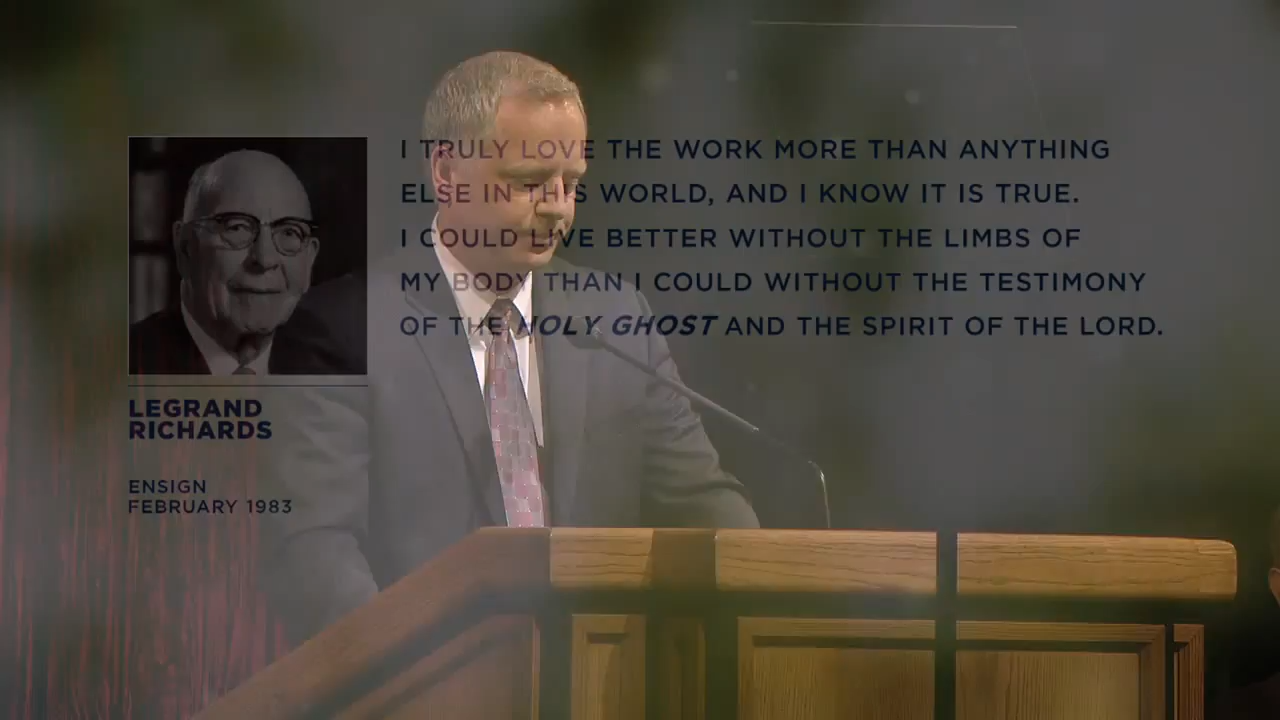 I TRULY LOVE THE WORK MORE THAN ANYTHING
ELSE IN THIS WORLD, AND I KNOW IT IS TRUE.
I COULD LIVE BETTER WITHOUT THE LIMBS OF
MY BODY THAN I COULD WITHOUT THE TESTIMONY
OF THE HOLY GHOST AND THE SPIRIT OF THE LORD.
LEGRAND
RICHARDS
ENSIGN
FEBRUARY 1983